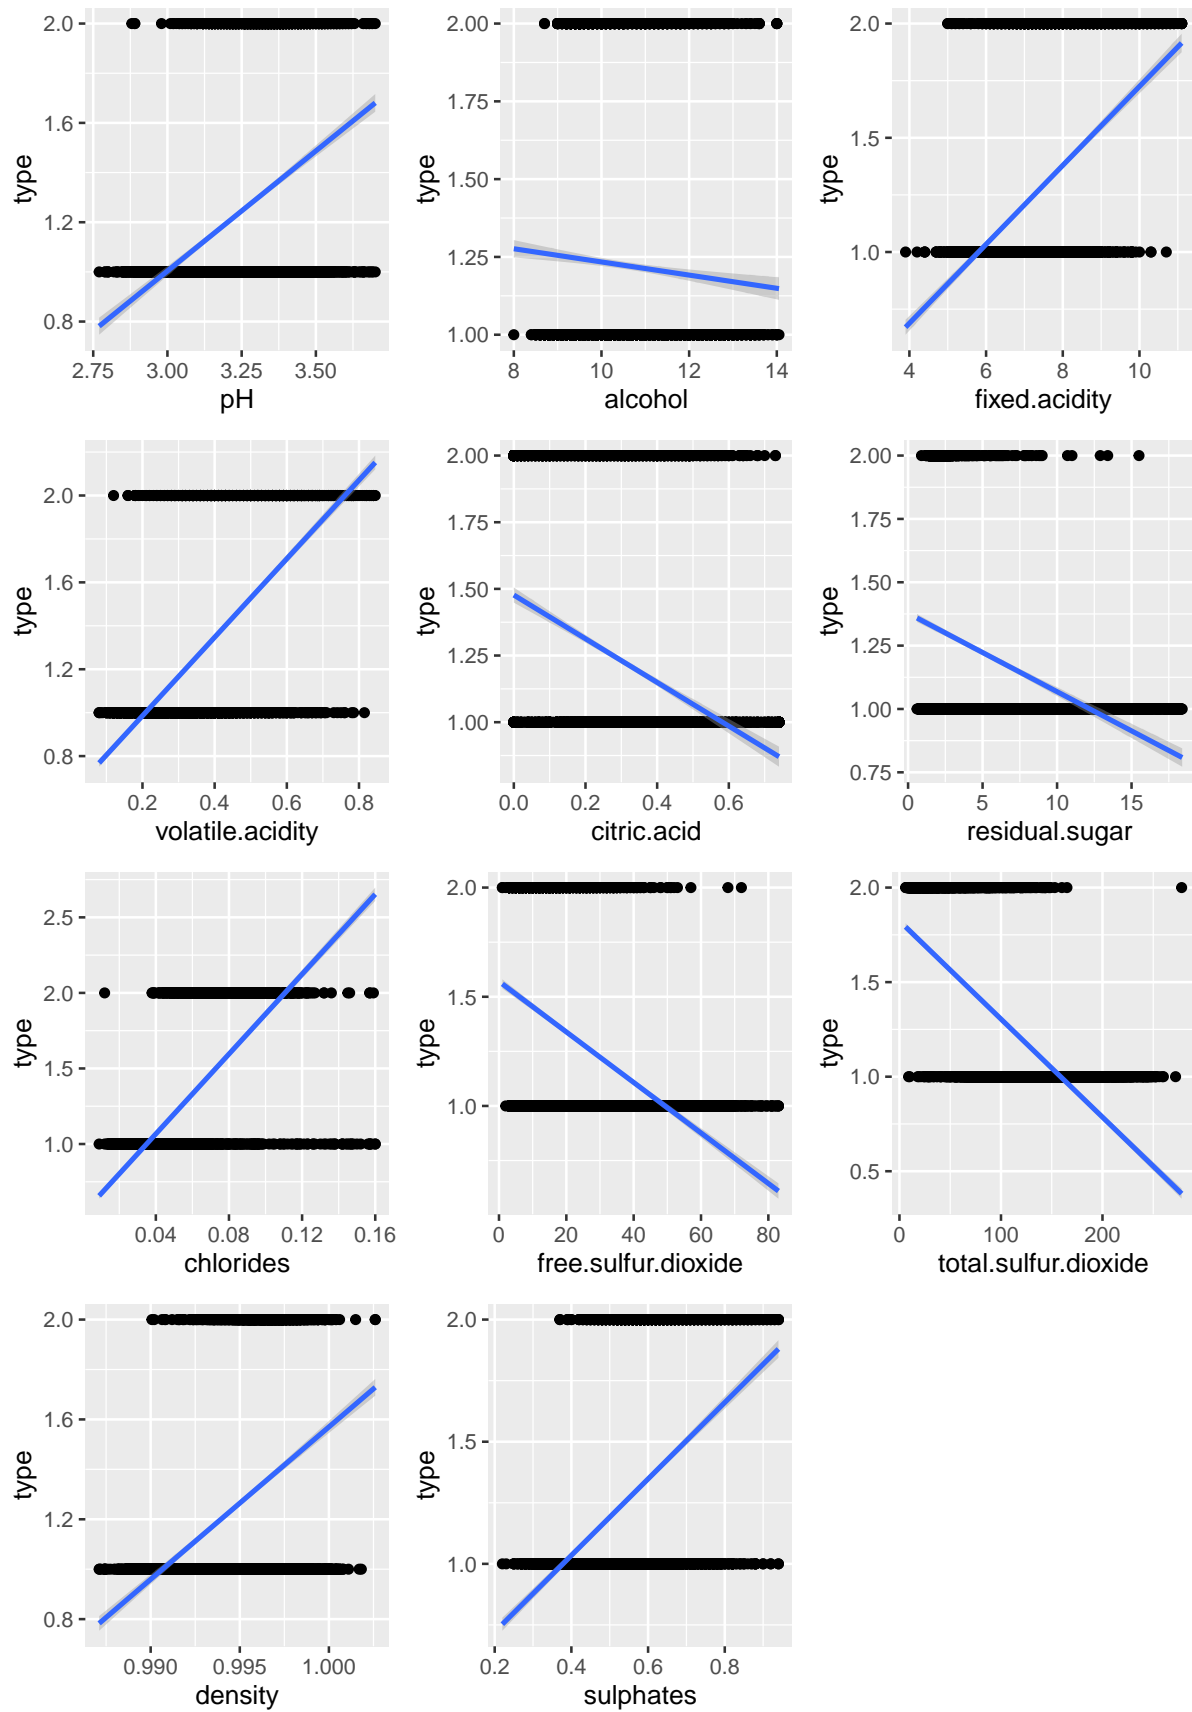 2.0
1.6
1.2
0.8
type
2.75 3.00 3.25 3.50
pH
2.00
1.75
1.50
1.25
1.00
type
8 10 12 14
alcohol
2.0
1.5
1.0
type
4 6 8 10
fixed.acidity
2.0
1.6
1.2
0.8
type
0.2 0.4 0.6 0.8
volatile.acidity
2.00
1.75
1.50
1.25
1.00
type
0.0 0.2 0.4 0.6
citric.acid
2.00
1.75
1.50
1.25
1.00
0.75
type
0 5 10 15
residual.sugar
2.5
2.0
1.5
1.0
type
0.04 0.08 0.12 0.16
chlorides
2.0
1.5
1.0
type
0 20 40 60 80
free.sulfur.dioxide
2.0
1.5
1.0
0.5
type
0 100 200
total.sulfur.dioxide
2.0
1.6
1.2
0.8
type
0.990 0.995 1.000
density
2.0
1.5
1.0
type
0.2 0.4 0.6 0.8
sulphates